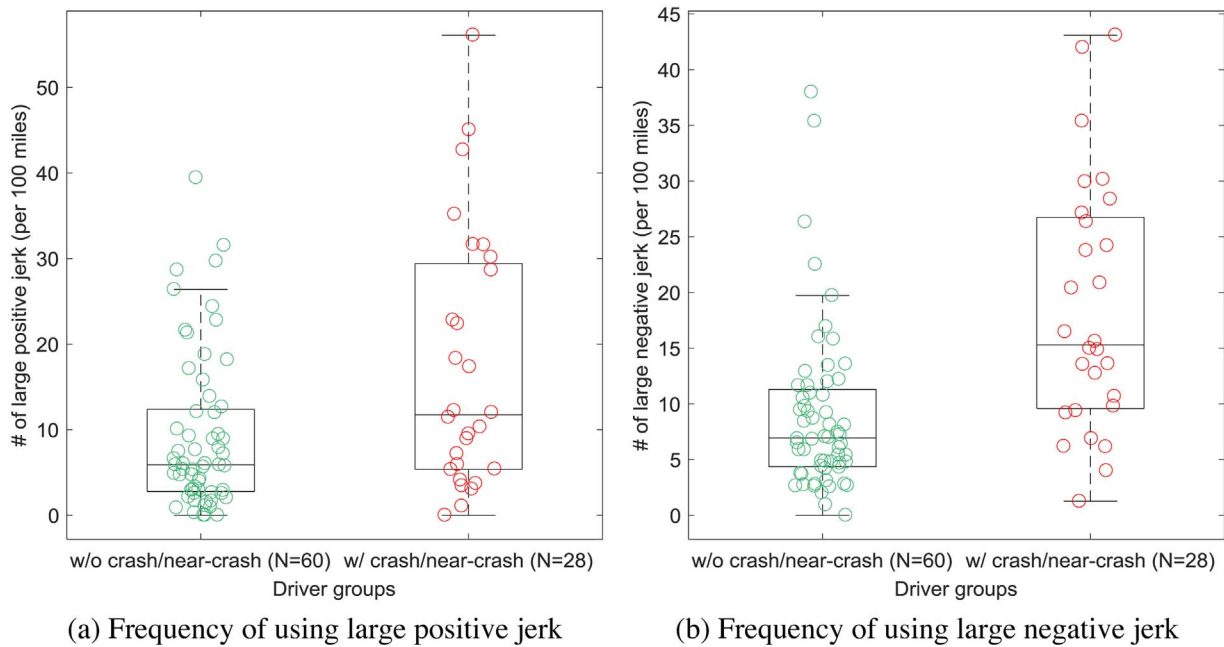 # of large positive jerk (per 100 miles)
50
40
30
20
10
0
w/o crash/near-crash (N=60) w/ crash/near-crash (N=28)
Driver groups
(a) Frequency of using large positive jerk
# of large negative jerk (per 100 miles)
45
40
35
30
25
20
15
10
5
0
w/o crash/near-crash (N=60) w/ crash/near-crash (N=28)
Driver groups
(b) Frequency of using large negative jerk